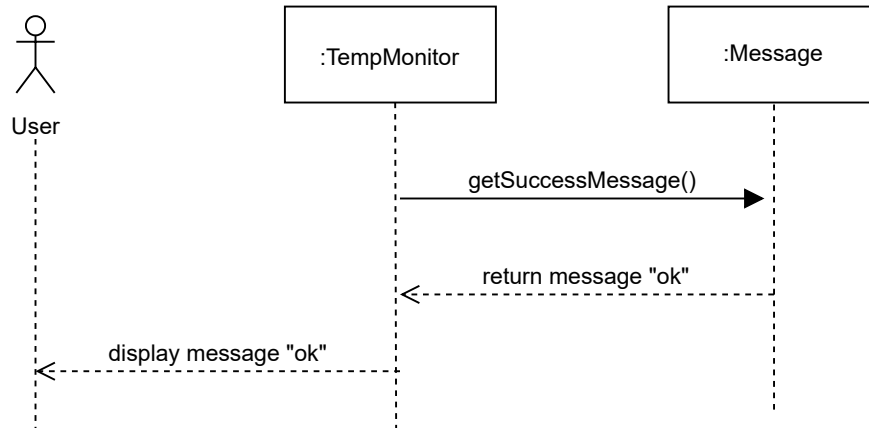 :TempMonitor
:Message
User
getSuccessMessage()
return message "ok"
display message "ok"